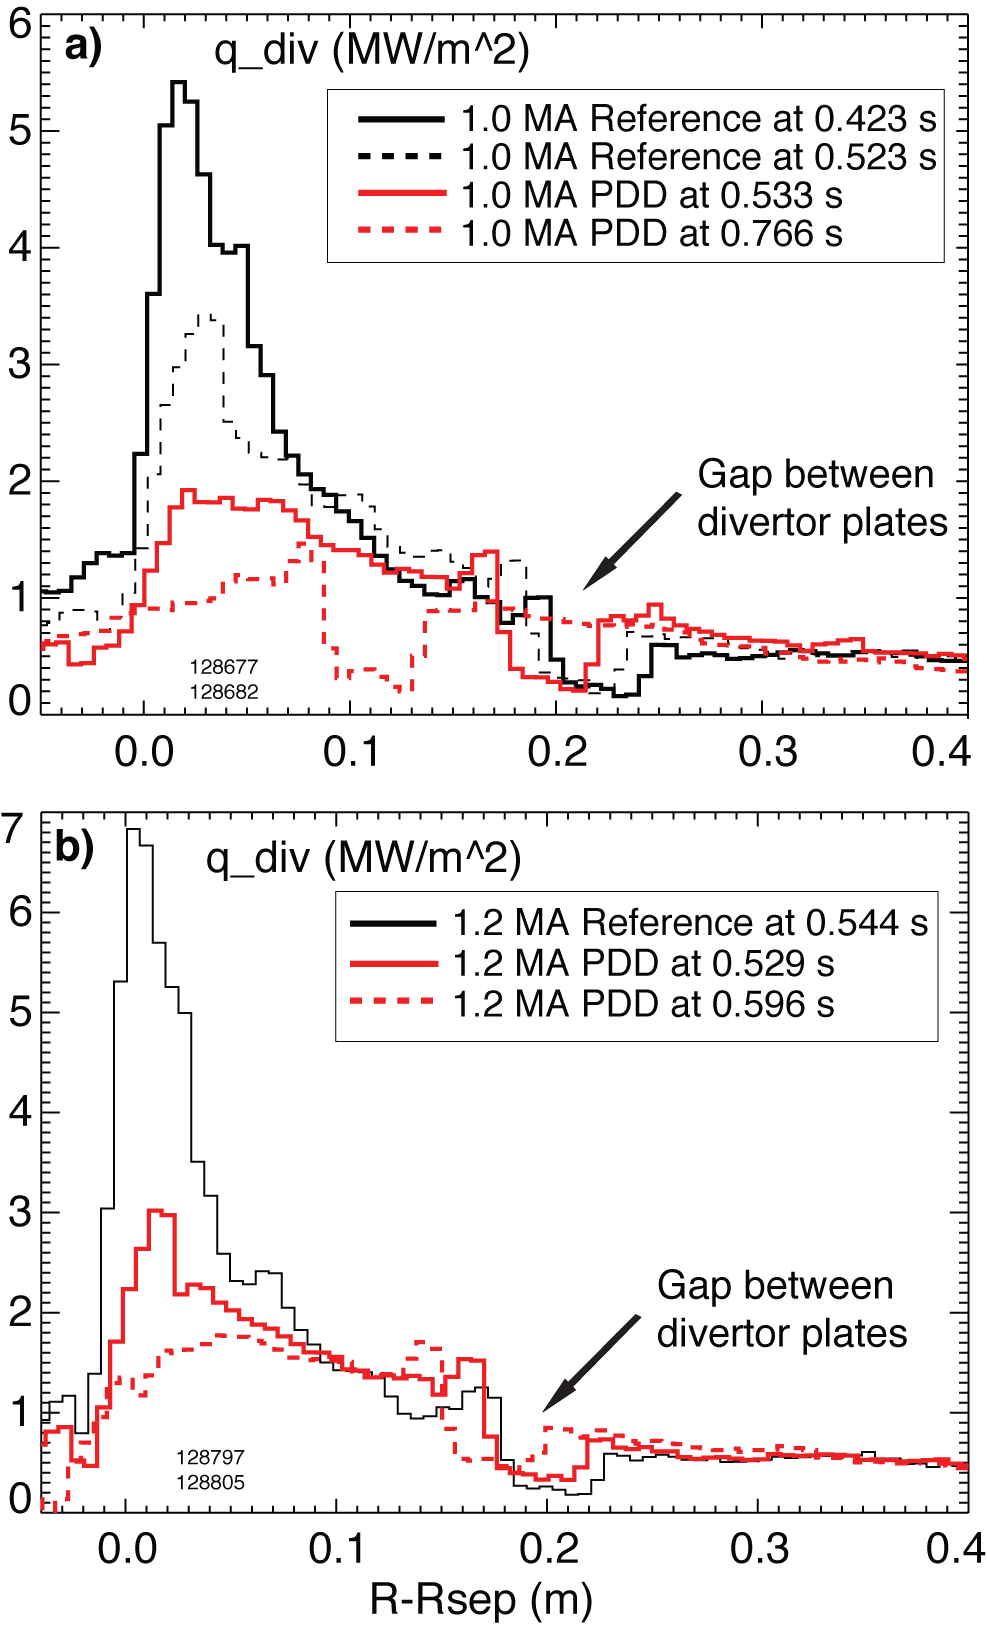 a)
q_div (MW/m^2)
6
5
4
3
2
1
0
1.0 MA Reference at 0.423 s
1.0 MA Reference at 0.523 s
1.0 MA PDD at 0.533 s
1.0 MA PDD at 0.766 s
Gap between
divertor plates
128677
128682
0.0 0.1 0.2 0.3 0.4
b)
q_div (MW/m^2)
7
6
5
4
3
2
1
0
1.2 MA Reference at 0.544 s
1.2 MA PDD at 0.529 s
1.2 MA PDD at 0.596 s
Gap between
divertor plates
128797
128805
0.0 0.1 0.2 0.3 0.4
R-Rsep (m)